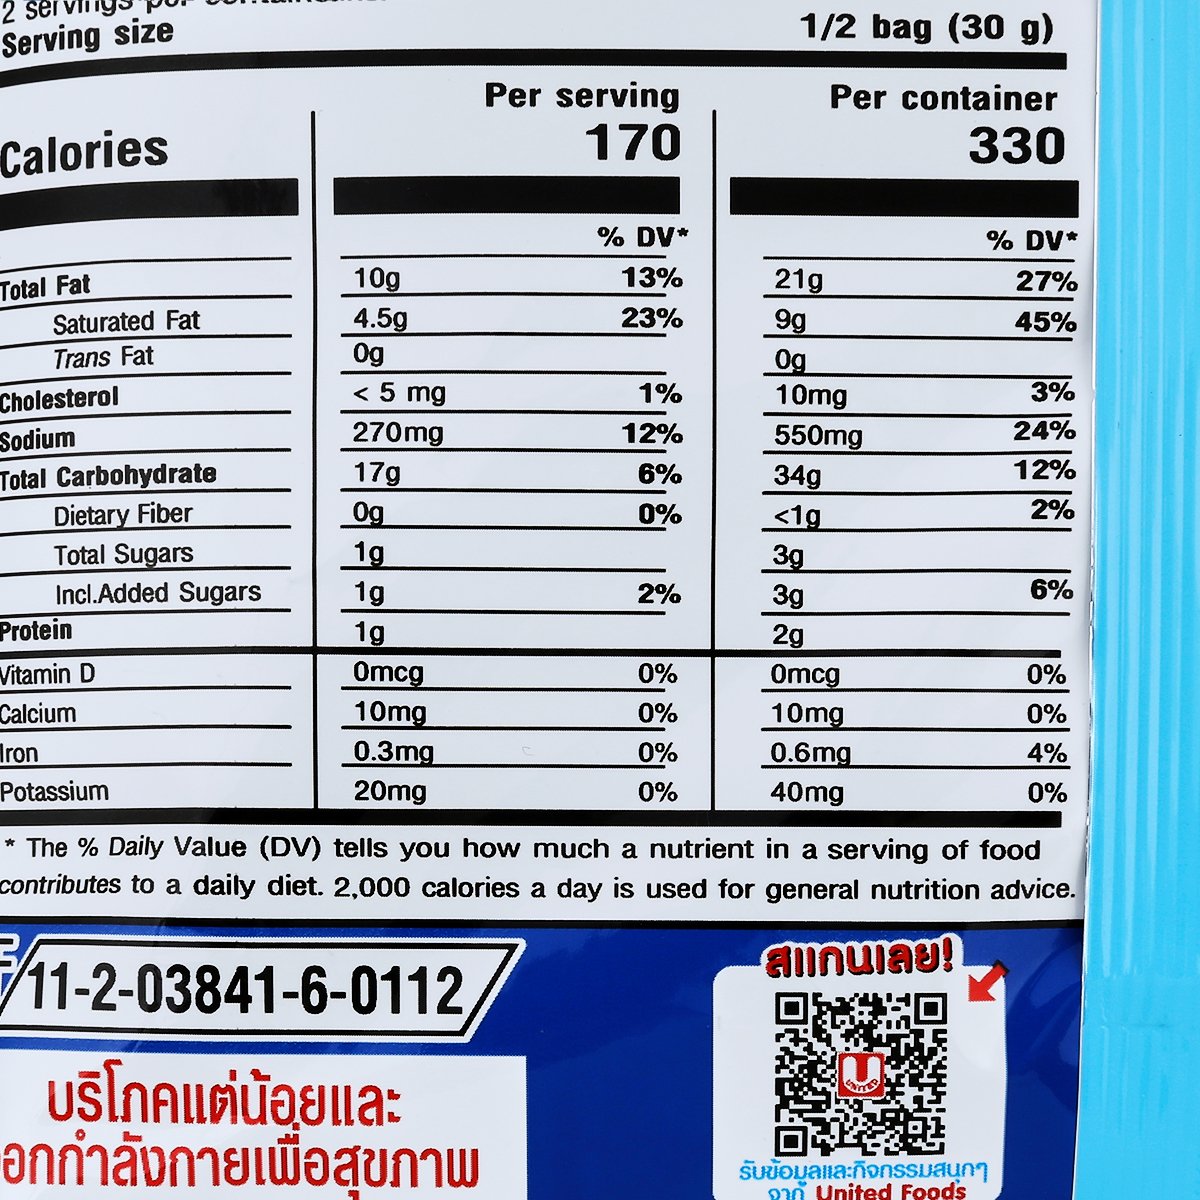 2 servings per container
Serving size 1/2 bag (30 g)
Per serving Per container
Calories 170 330
% DV* % DV*
Total Fat 10g 13% 21g 27%
Saturated Fat 4.5g 23% 9g 45%
Trans Fat 0g 0g
Cholesterol < 5 mg 1% 10mg 3%
Sodium 270mg 12% 550mg 24%
Total Carbohydrate 17g 6% 34g 12%
Dietary Fiber 0g 0% <1g 2%
Total Sugars 1g 3g
Incl.Added Sugars 1g 2% 3g 6%
Protein 1g 2g
Vitamin D 0mcg 0% 0mcg 0%
Calcium 10mg 0% 10mg 0%
Iron 0.3mg 0% 0.6mg 4%
Potassium 20mg 0% 40mg 0%
* The % Daily Value (DV) tells you how much a nutrient in a serving of food
contributes to a daily diet. 2,000 calories a day is used for general nutrition advice.
11-2-03841-6-0112
บริโภคแต่น้อยและ
ออกกำลังกายเพื่อสุขภาพ
สแกนเลย!
UNITED
รับข้อมูลและกิจกรรมสนุกๆ
จาก United Foods